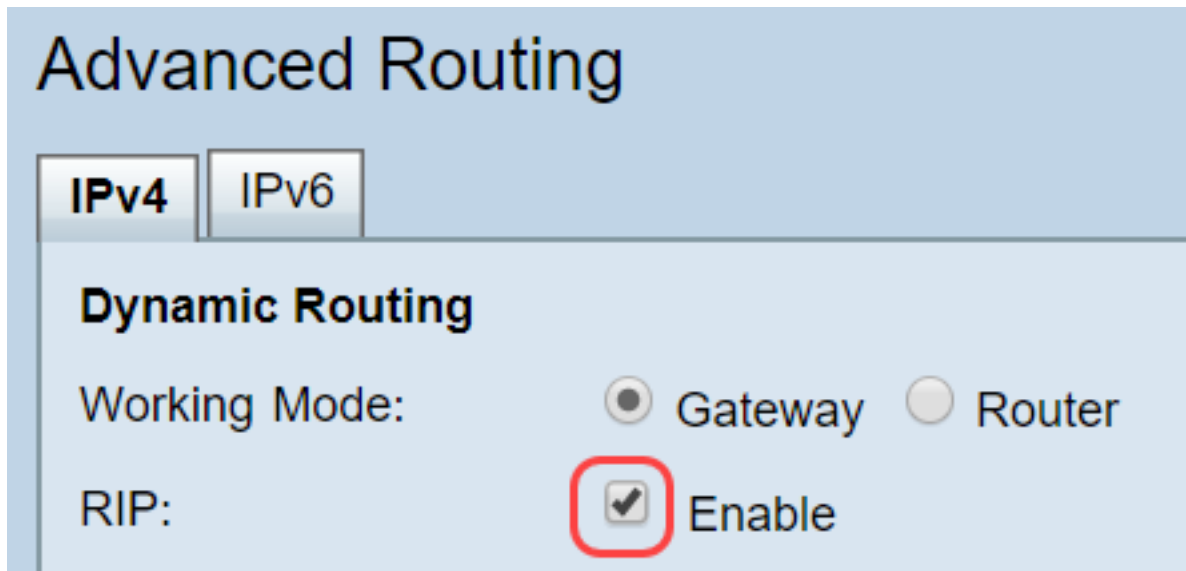 Advanced Routing
IPv4 IPv6
Dynamic Routing
Working Mode: Gateway Router
RIP: Enable